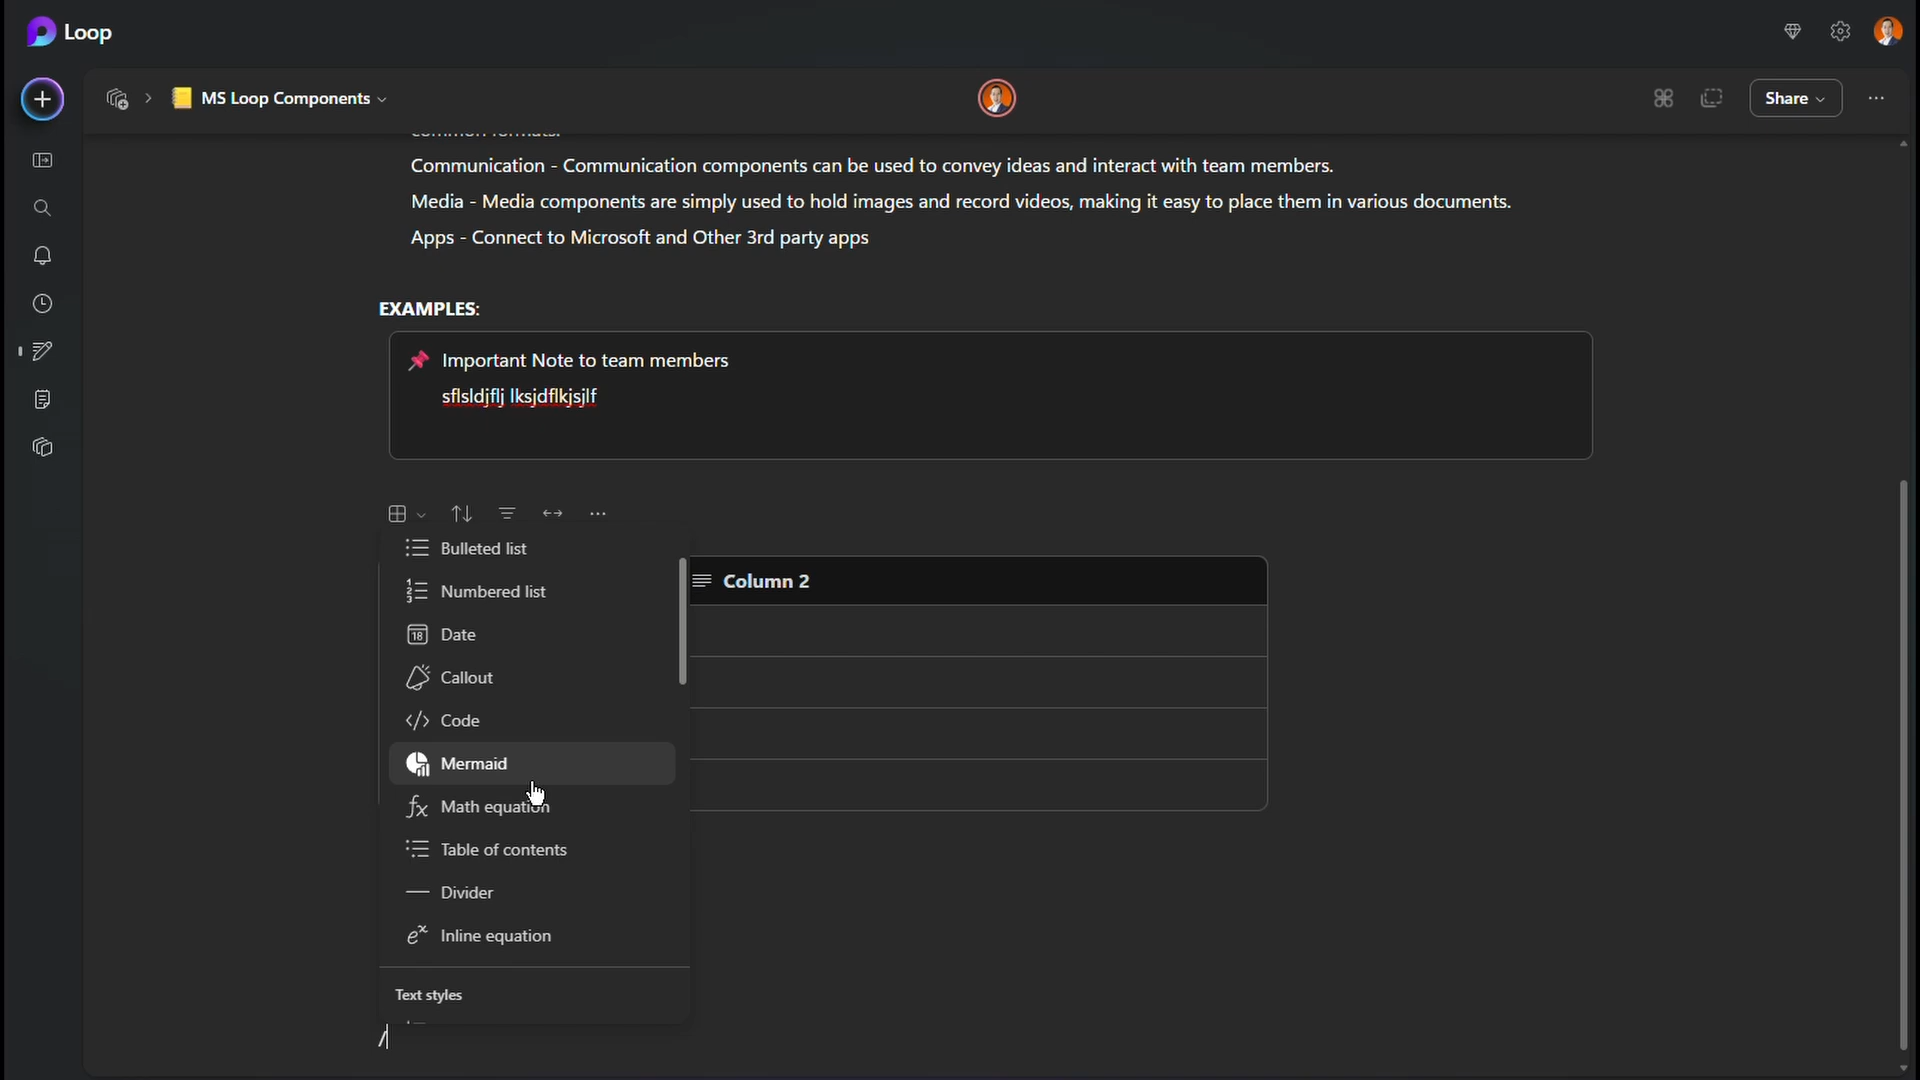 Loop
MS Loop Components
Share
Communication - Communication components can be used to convey ideas and interact with team members.
Media - Media components are simply used to hold images and record videos, making it easy to place them in various documents.
Apps - Connect to Microsoft and Other 3rd party apps
EXAMPLES:
Important Note to team members
sflsldjflj lksjdflkjsjlf
Column 2
Bulleted list
Numbered list
Date
Callout
Code
Mermaid
Math equation
Table of contents
Divider
Inline equation
Text styles
/